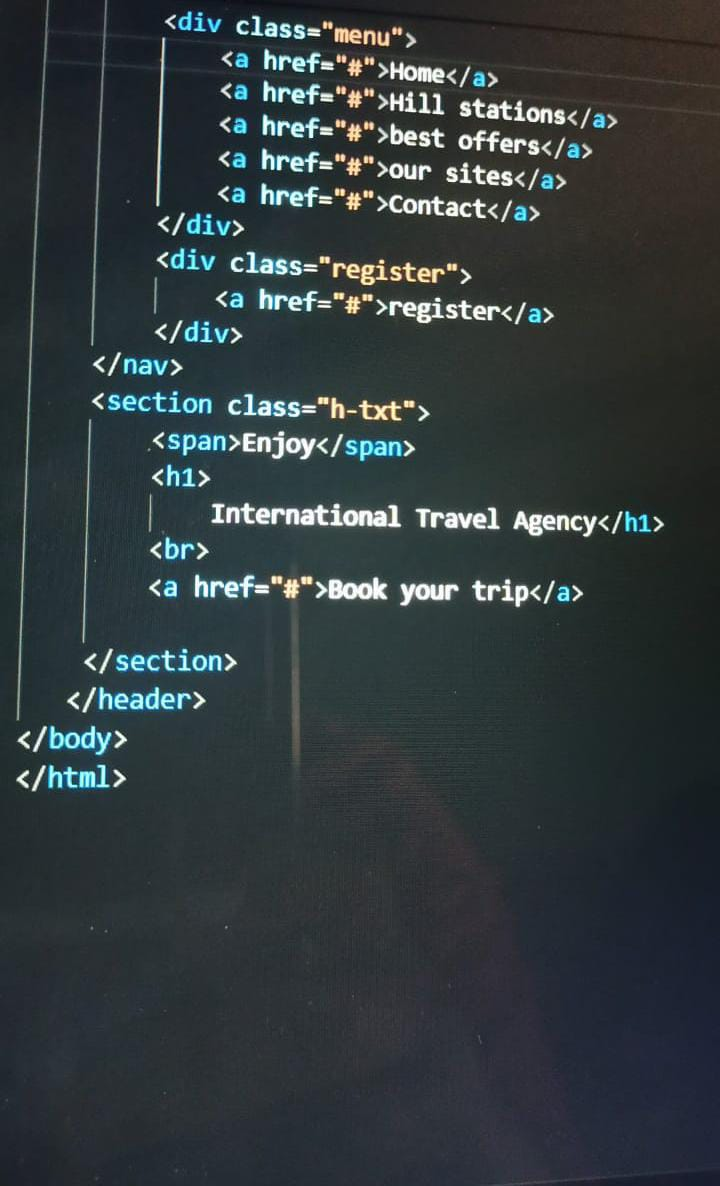 <div class="menu">
<a href="#">Home</a>
<a href="#">Hill stations</a>
<a href="#">best offers</a>
<a href="#">our sites</a>
<a href="#">Contact</a>
</div>
<div class="register">
<a href="#">register</a>
</div>
</nav>
<section class="h-txt">
<span>Enjoy</span>
<h1>
International Travel Agency</h1>
<br>
<a href="#">Book your trip</a>
</section>
</header>
</body>
</html>